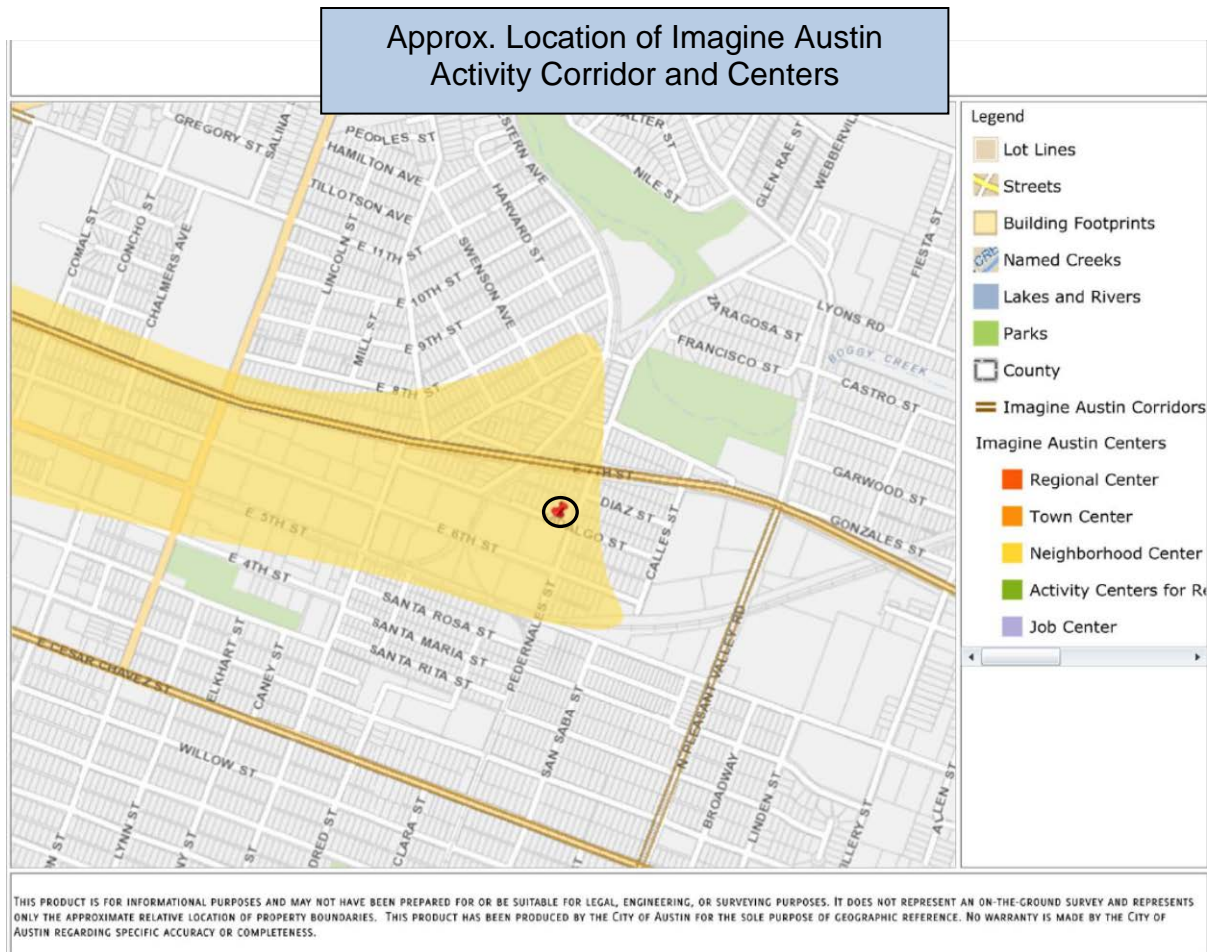 Approx. Location of Imagine Austin
Activity Corridor and Centers
GREGORY ST
SALINA
PEOPLES ST
HAMILTON AVE
TILLOTSON AVE
E 11TH ST
LINCOLN ST
E 10TH ST
SWENSON AVE
HARVARD ST
NILE ST
GLEN RAE ST
WEBBERVIL
FIESTA ST
COMAL ST
CONCHO ST
CHALMERS AVE
MILL ST
E 9TH ST
E 8TH ST
ZARAGOSA ST
LYONS RD
FRANCISCO ST
BOGGY CREEK
CASTRO ST
GARWOOD ST
GONZALES ST
E 7TH ST
DIAZ ST
ALGO ST
CALLES ST
E 6TH ST
E 5TH ST
E 4TH ST
SANTA ROSA ST
SANTA MARIA ST
SANTA RITA ST
PEDERNALES ST
N PLEASANT VALLEY RD
E CESAR CHAVEZ ST
ELKHART ST
CANEY ST
SAN SABA ST
WILLOW ST
BROADWAY
LINDEN ST
ALLEN ST
LYNN ST
CLARA ST
Legend
Lot Lines
Streets
Building Footprints
CRE
Named Creeks
Lakes and Rivers
Parks
County
Imagine Austin Corridors
Imagine Austin Centers
Regional Center
Town Center
Neighborhood Center
Activity Centers for Re
Job Center
THIS PRODUCT IS FOR INFORMATIONAL PURPOSES AND MAY NOT HAVE BEEN PREPARED FOR OR BE SUITABLE FOR LEGAL, ENGINEERING, OR SURVEYING PURPOSES. IT DOES NOT REPRESENT AN ON-THE-GROUND SURVEY AND REPRESENTS
ONLY THE APPROXIMATE RELATIVE LOCATION OF PROPERTY BOUNDARIES. THIS PRODUCT HAS BEEN PRODUCED BY THE CITY OF AUSTIN FOR THE SOLE PURPOSE OF GEOGRAPHIC REFERENCE. NO WARRANTY IS MADE BY THE CITY OF
AUSTIN REGARDING SPECIFIC ACCURACY OR COMPLETENESS.